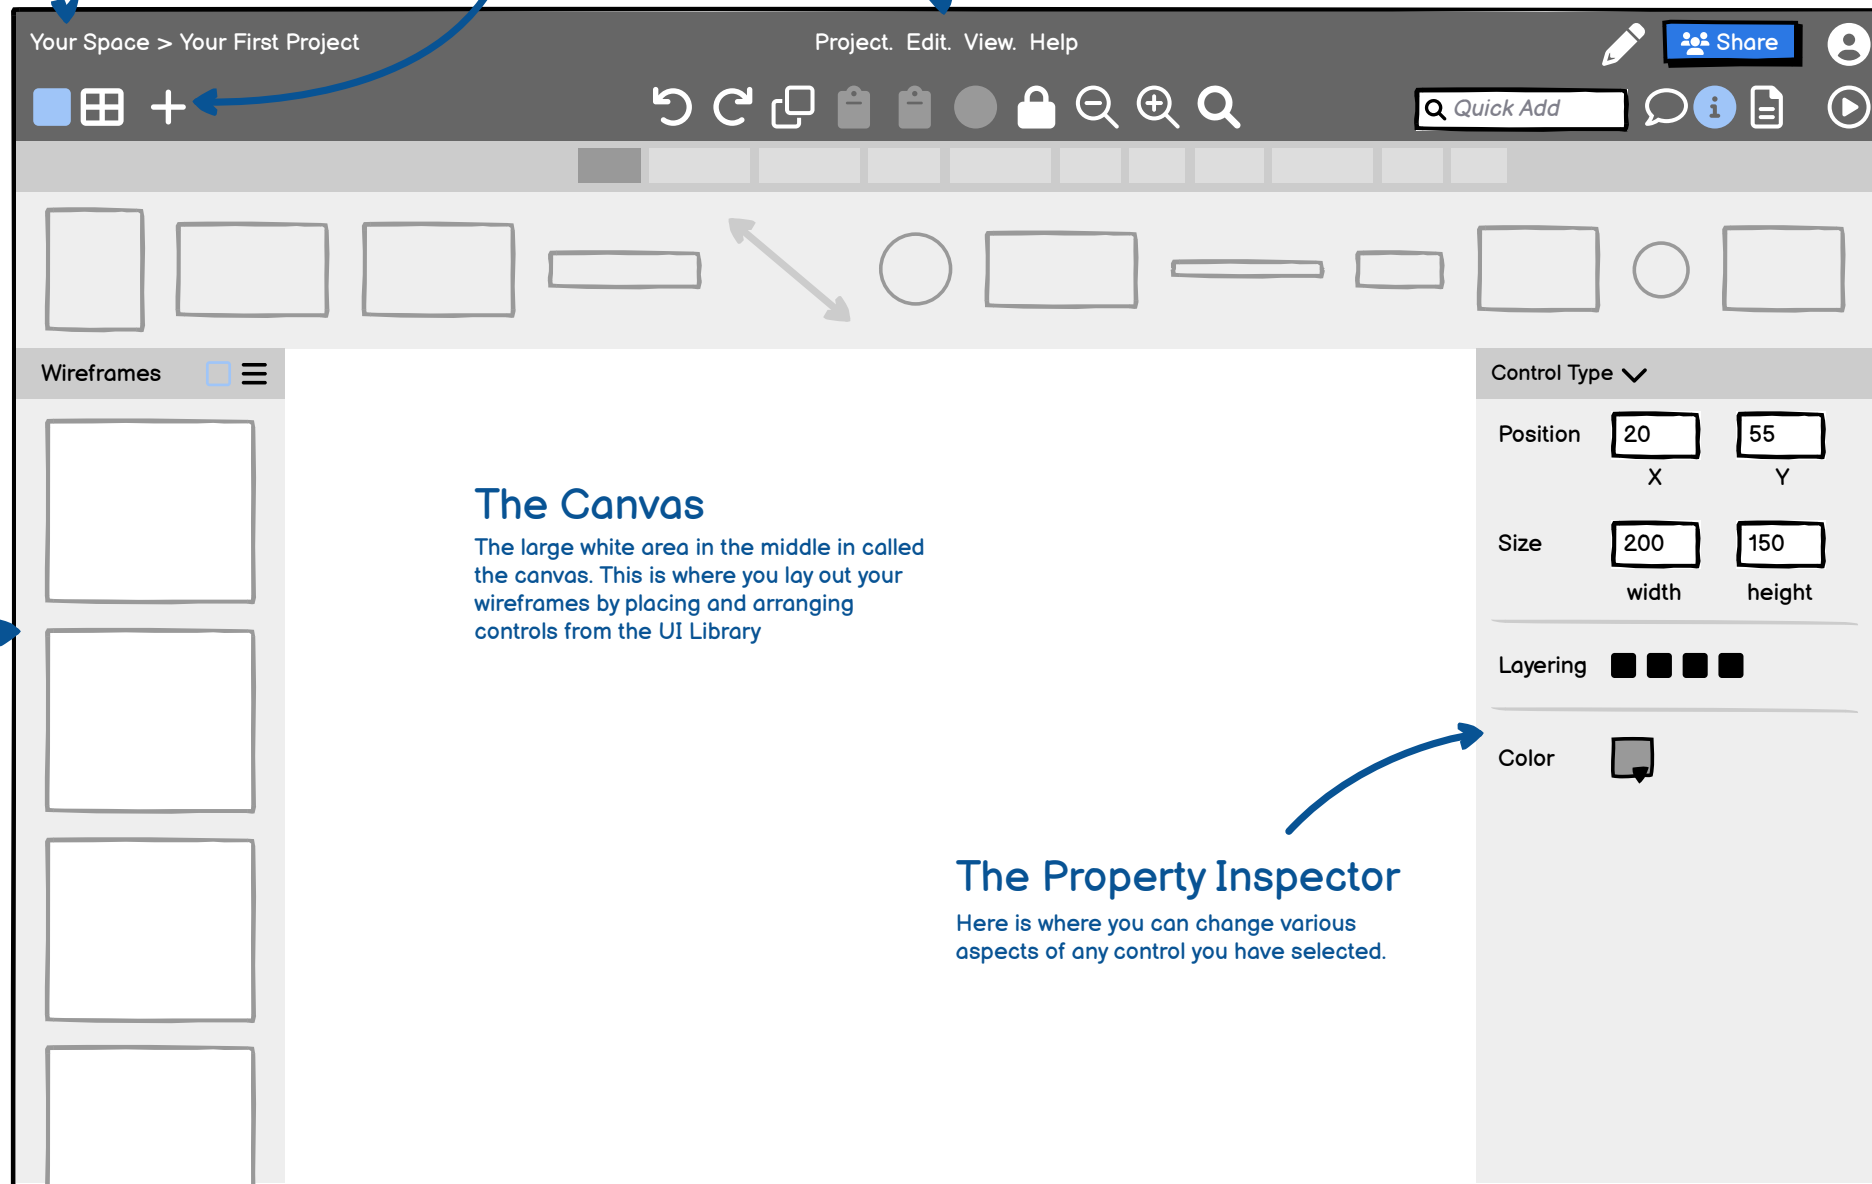 Your Space > Your First Project
Project. Edit. View. Help
Share
Quick Add
Wireframes
Control Type
Position
20
55
X
Y
Size
200
150
width
height
Layering
Color
The Canvas
The large white area in the middle in called
the canvas. This is where you lay out your
wireframes by placing and arranging
controls from the UI Library
The Property Inspector
Here is where you can change various
aspects of any control you have selected.